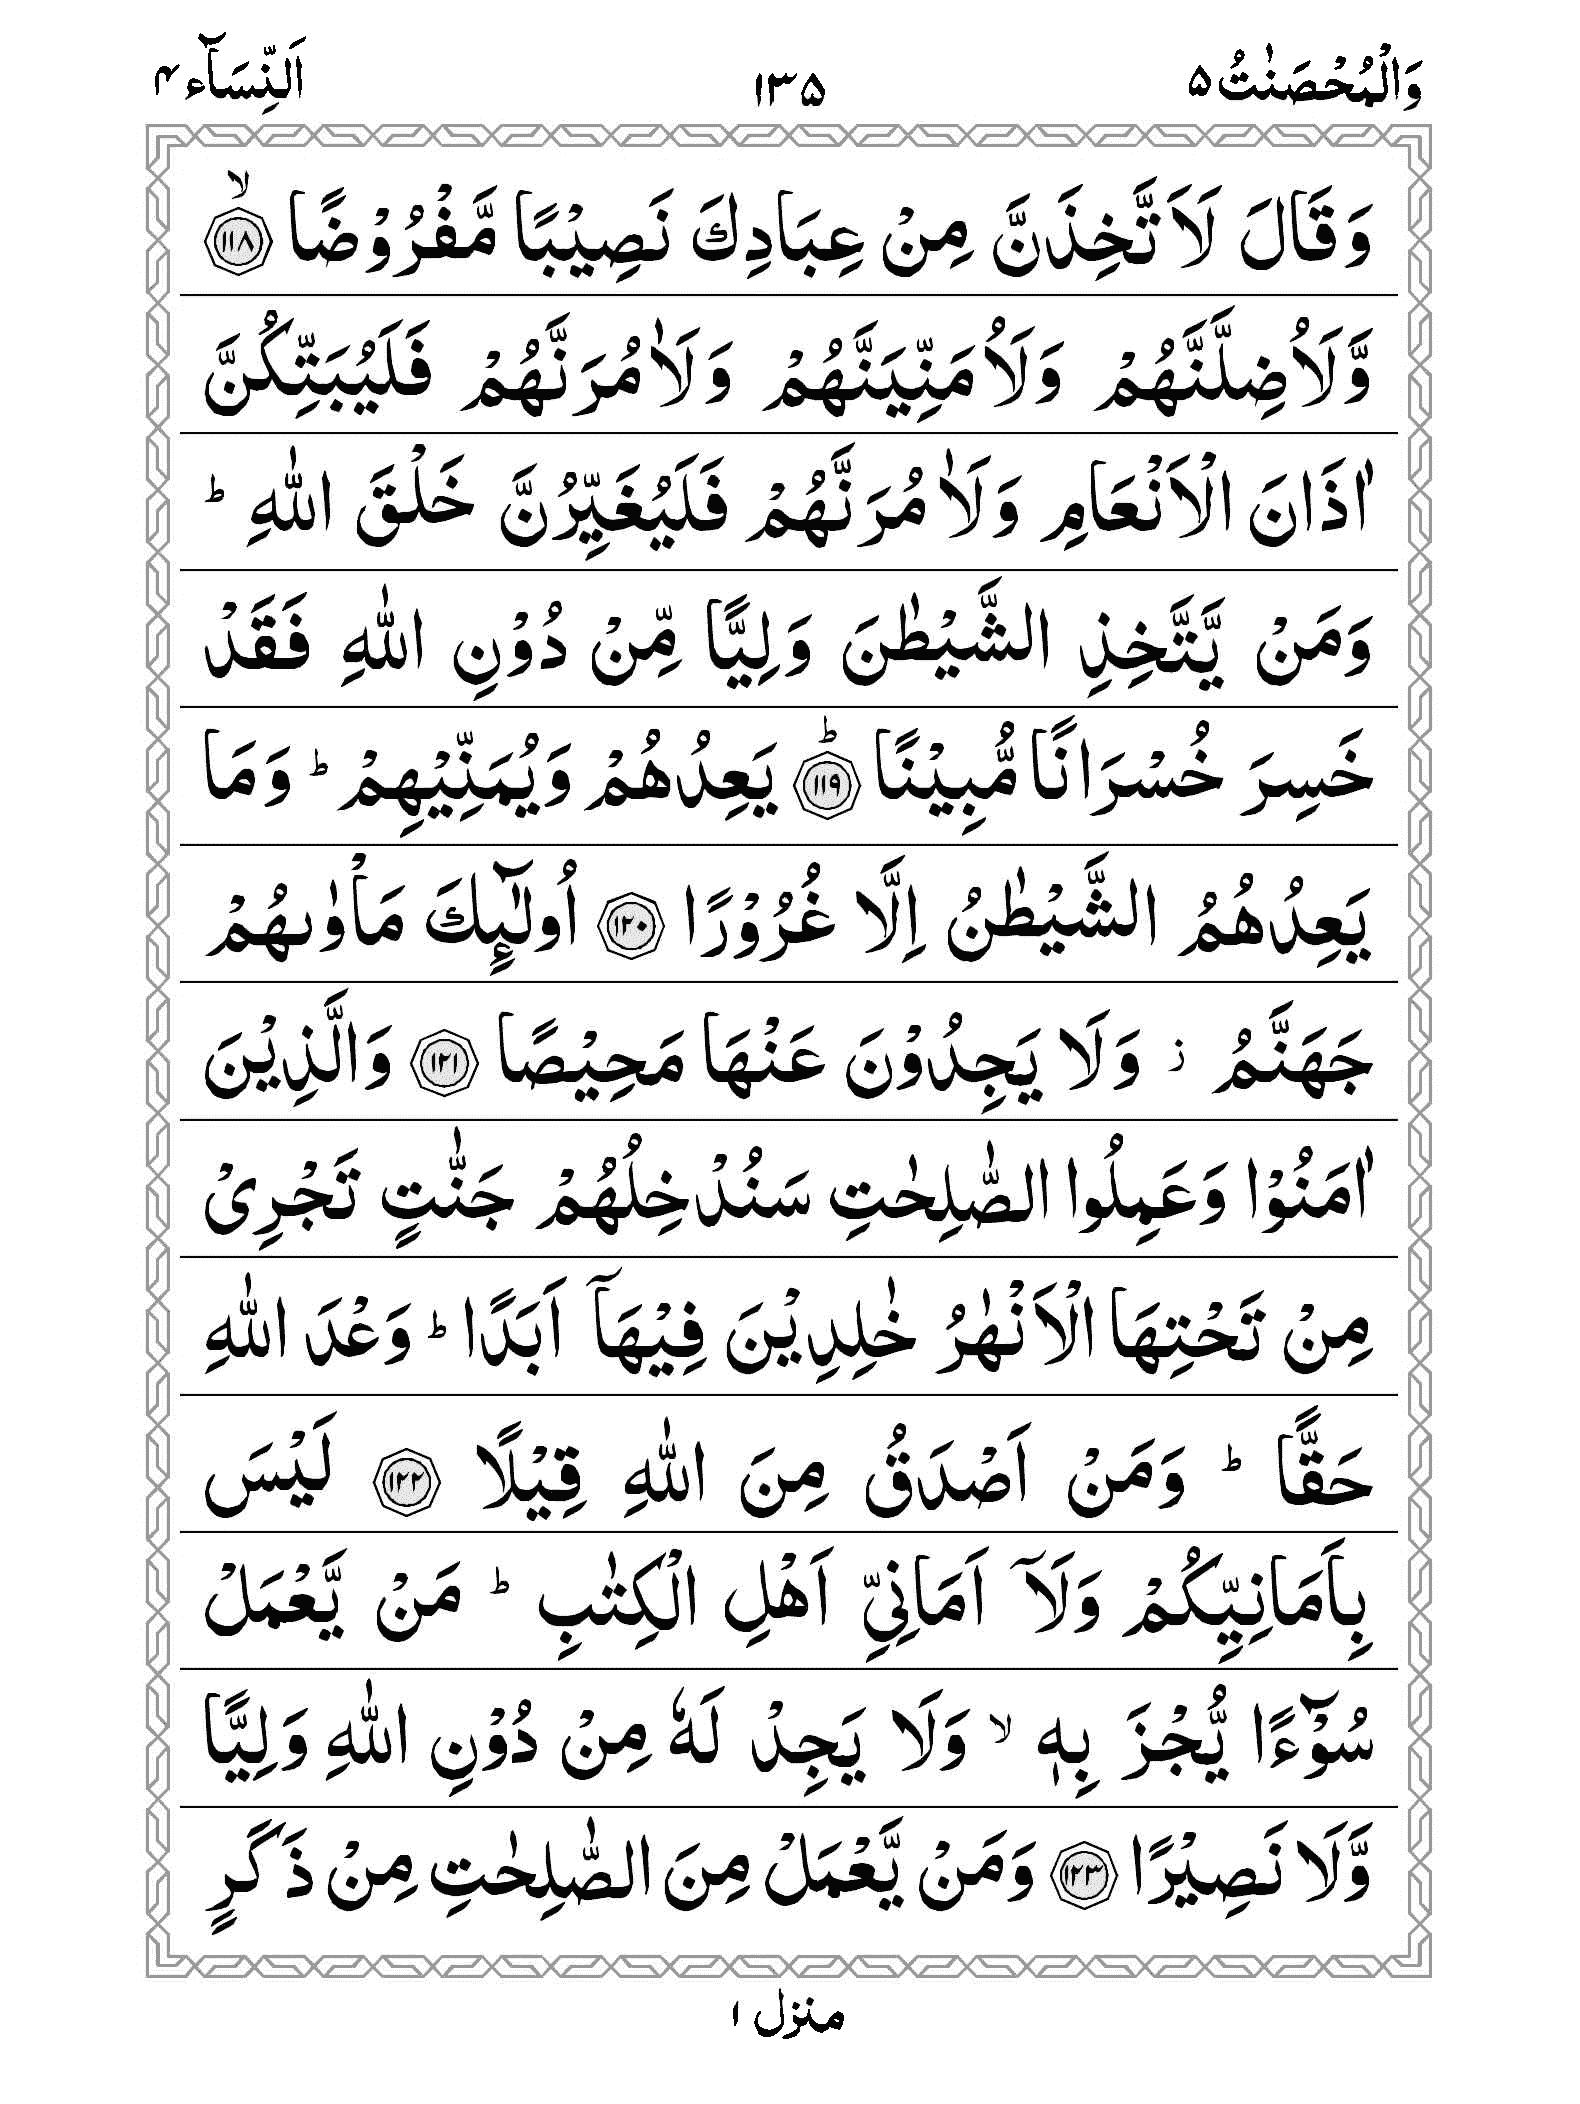 وَالْمُحْصَنٰتُ ۵ ۱۳۵ اَلنِّسَآء ۴
وَقَالَ لَاَتَّخِذَنَّ مِنْ عِبَادِكَ نَصِيْبًا مَّفْرُوْضًا ۙ ﴿۱۱۸﴾
وَّلَاُضِلَّنَّهُمْ وَلَاُمَنِّيَنَّهُمْ وَلَاٰمُرَنَّهُمْ فَلَيُبَتِّكُنَّ
اٰذَانَ الْاَنْعَامِ وَلَاٰمُرَنَّهُمْ فَلَيُغَيِّرُنَّ خَلْقَ اللّٰهِ ؕ
وَمَنْ يَّتَّخِذِ الشَّيْطٰنَ وَلِيًّا مِّنْ دُوْنِ اللّٰهِ فَقَدْ
خَسِرَ خُسْرَانًا مُّبِيْنًا ؕ ﴿۱۱۹﴾ يَعِدُهُمْ وَيُمَنِّيْهِمْ ؕ وَمَا
يَعِدُهُمُ الشَّيْطٰنُ اِلَّا غُرُوْرًا ﴿۱۲۰﴾ اُولٰٓئِكَ مَاْوٰىهُمْ
جَهَنَّمُ ز وَلَا يَجِدُوْنَ عَنْهَا مَحِيْصًا ﴿۱۲۱﴾ وَالَّذِيْنَ
اٰمَنُوْا وَعَمِلُوا الصّٰلِحٰتِ سَنُدْخِلُهُمْ جَنّٰتٍ تَجْرِىْ
مِنْ تَحْتِهَا الْاَنْهٰرُ خٰلِدِيْنَ فِيْهَآ اَبَدًا ؕ وَعْدَ اللّٰهِ
حَقًّا ؕ وَمَنْ اَصْدَقُ مِنَ اللّٰهِ قِيْلًا ﴿۱۲۲﴾ لَيْسَ
بِاَمَانِيِّكُمْ وَلَآ اَمَانِىِّ اَهْلِ الْكِتٰبِ ؕ مَنْ يَّعْمَلْ
سُوْٓءًا يُّجْزَ بِهٖ ۙ وَلَا يَجِدْ لَهٗ مِنْ دُوْنِ اللّٰهِ وَلِيًّا
وَّلَا نَصِيْرًا ﴿۱۲۳﴾ وَمَنْ يَّعْمَلْ مِنَ الصّٰلِحٰتِ مِنْ ذَكَرٍ
منزل ۱